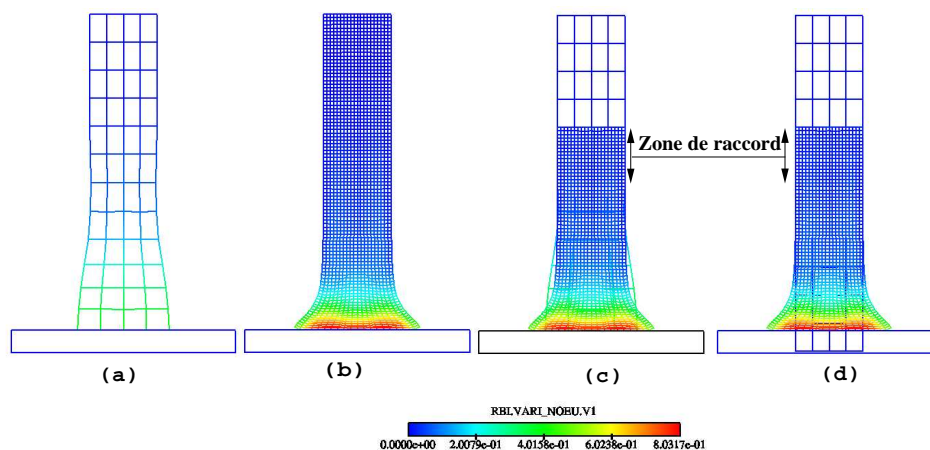 Zone de raccord
(a)
(b)
(c)
(d)
RBLVARI_NOEU.V1
0.0000e+00 2.0079e-01 4.0158e-01 6.0238e-01 8.0317e-01